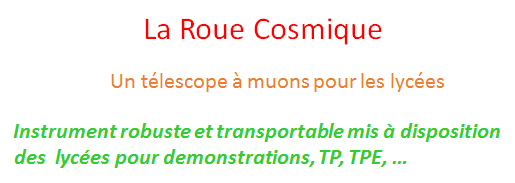 La Roue Cosmique
Un télescope à muons pour les lycées
Instrument robuste et transportable mis à disposition
des lycées pour demonstrations, TP, TPE, ...